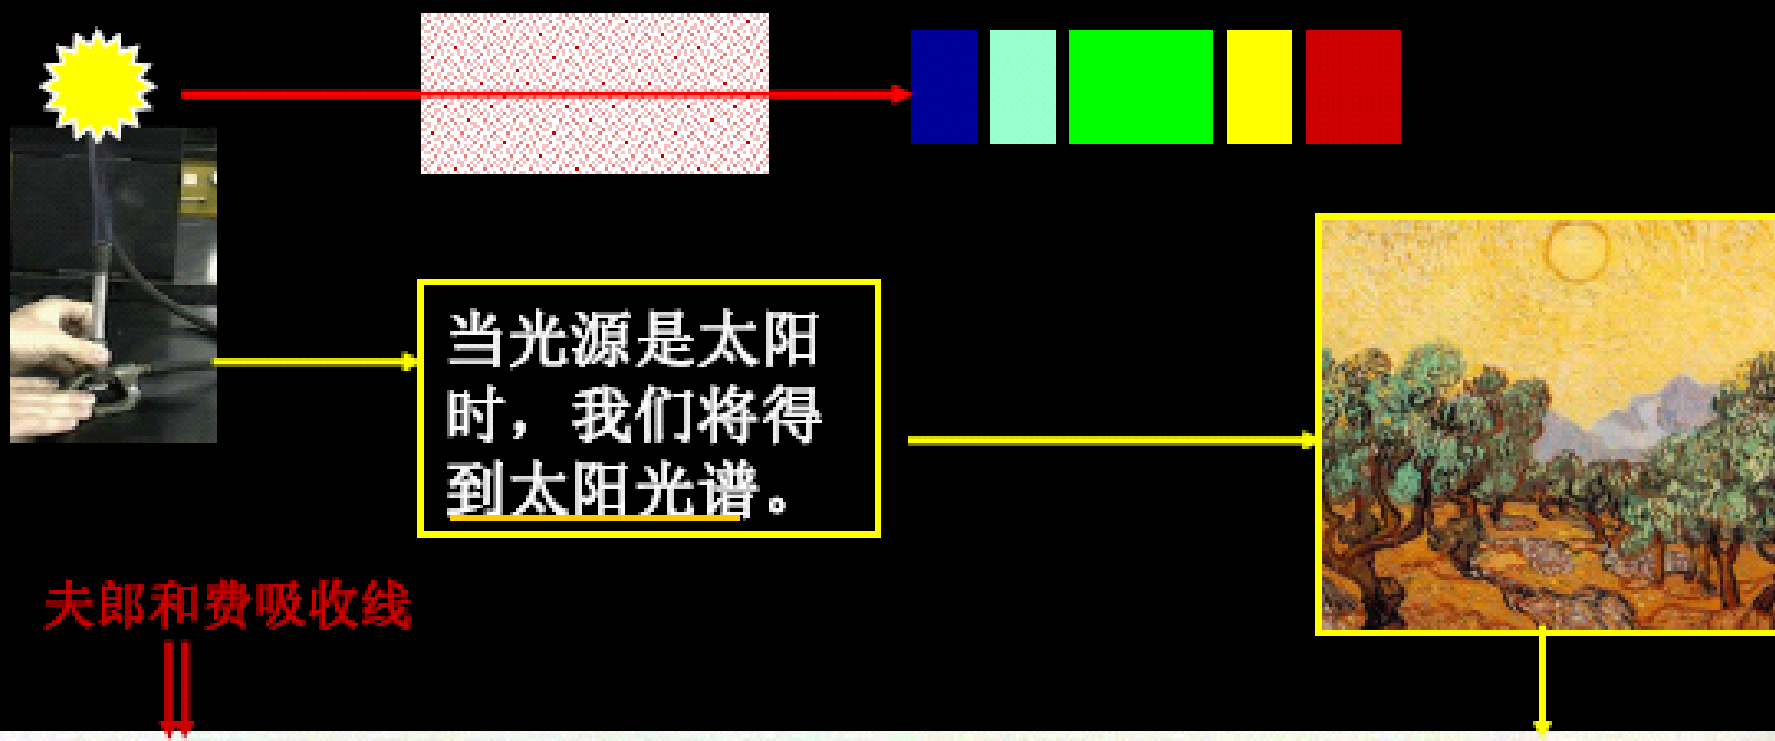 当光源是太阳
时，我们将得
到太阳光谱。
夫郎和费吸收线